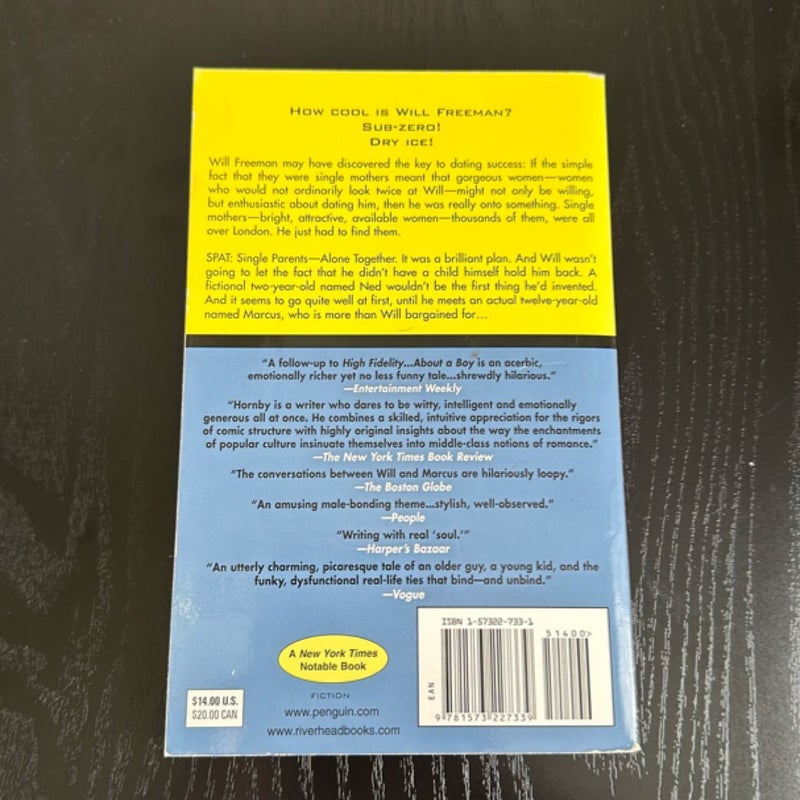 HOW COOL IS WILL FREEMAN?
SUB-ZERO!
DRY ICE!
Will Freeman may have discovered the key to dating success: If the simple
fact that they were single mothers meant that gorgeous women—women
who would not ordinarily look twice at Will—might not only be willing,
but enthusiastic about dating him, then he was really onto something. Single
mothers—bright, attractive, available women—thousands of them, were all
over London. He just had to find them.
SPAT: Single Parents—Alone Together. It was a brilliant plan. And Will wasn't
going to let the fact that he didn't have a child himself hold him back. A
fictional two-year-old named Ned wouldn't be the first thing he'd invented.
And it seems to go quite well at first, until he meets an actual twelve-year-old
named Marcus, who is more than Will bargained for...
"A follow-up to High Fidelity...About a Boy is an acerbic,
emotionally richer yet no less funny tale...shrewdly hilarious."
—Entertainment Weekly
"Hornby is a writer who dares to be witty, intelligent and emotionally
generous all at once. He combines a skilled, intuitive appreciation for the rigors
of comic structure with highly original insights about the way the enchantments
of popular culture insinuate themselves into middle-class notions of romance."
—The New York Times Book Review
"The conversations between Will and Marcus are hilariously loopy."
—The Boston Globe
"An amusing male-bonding theme...stylish, well-observed."
—People
"Writing with real 'soul.'"
—Harper's Bazaar
"An utterly charming, picaresque tale of an older guy, a young kid, and the
funky, dysfunctional real-life ties that bind—and unbind."
—Vogue
A New York Times
Notable Book
FICTION
www.penguin.com
www.riverheadbooks.com
$14.00 U.S.
$20.00 CAN
ISBN 1-57322-733-1
51400>
EAN
9 781573 227339